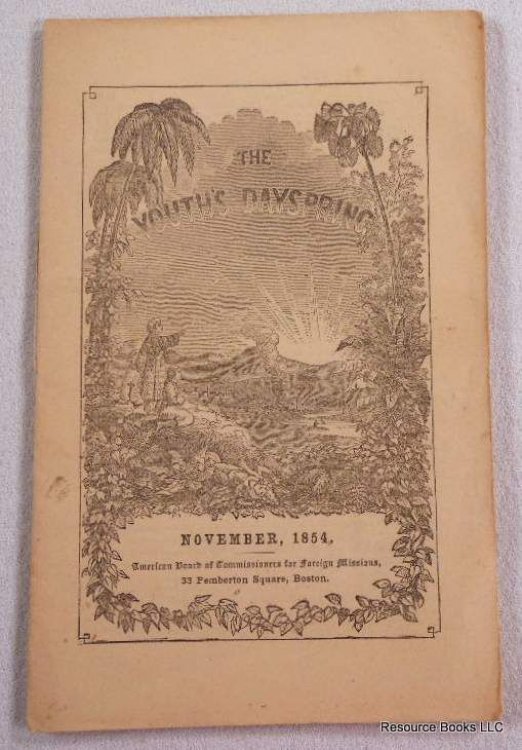 THE
YOUTH'S DAYSPRING
NOVEMBER, 1854.
American Board of Commissioners for Foreign Missions,
33 Pemberton Square, Boston.
Resource Books LLC